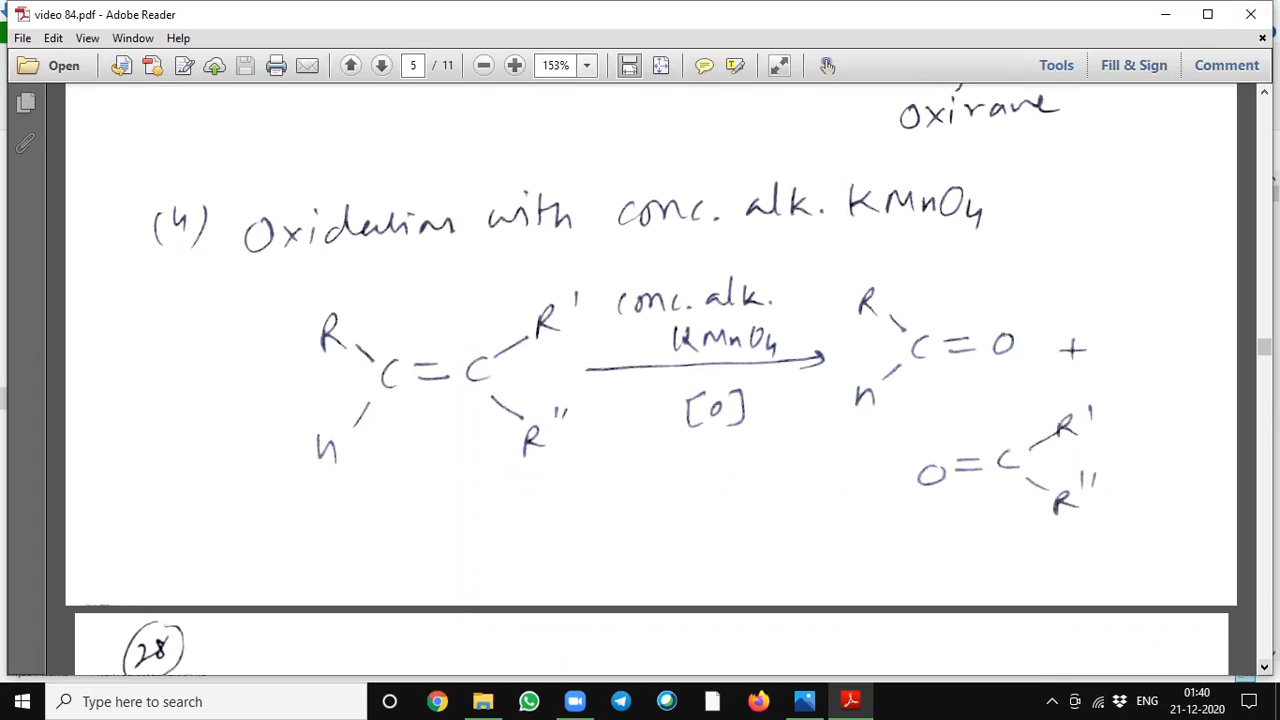 video 84.pdf - Adobe Reader
File Edit View Window Help
Open 5 / 11 153% Tools Fill & Sign Comment
oxirane
(4) Oxidation with conc. alk. KMnO4
R R' conc. alk. R
C = C KMnO4 C = O +
H R" [O] H
O = C R'
R"
28
Type here to search
ENG 01:40
21-12-2020